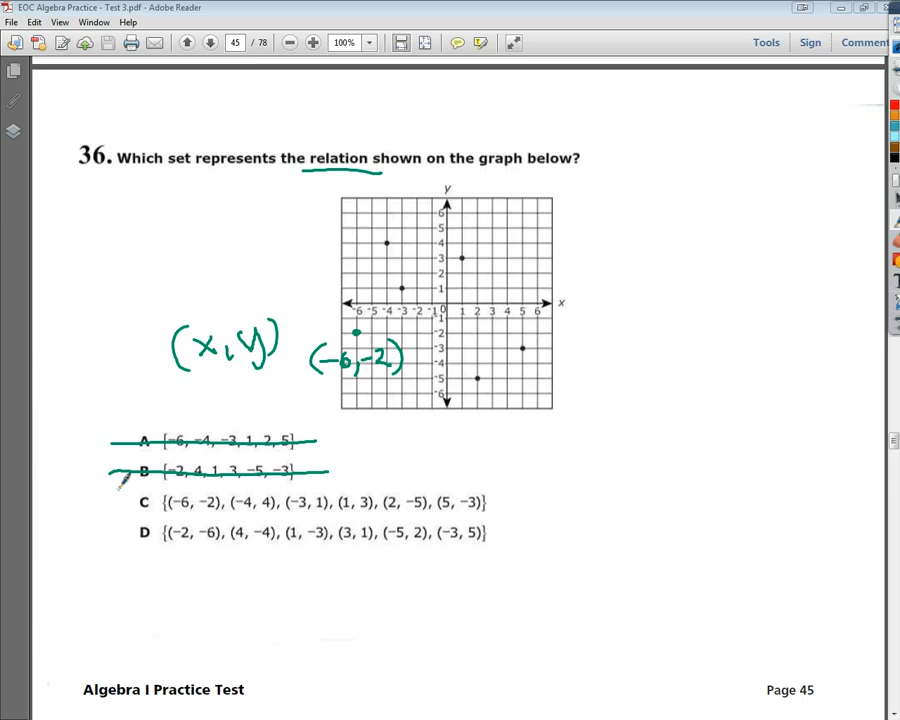 EOC Algebra Practice - Test 3.pdf - Adobe Reader
File Edit View Window Help
45 / 78 100% Tools Sign Comment
36. Which set represents the relation shown on the graph below?
y
6
5
4
3
2
1
x
-6 -5 -4 -3 -2 -1 0 1 2 3 4 5 6
-1
-2
-3
-4
-5
-6
(x, y) (-6, -2)
A [−6, −4, −3, 1, 2, 5]
B [−2, 4, 1, 3, −5, −3]
C {(−6, −2), (−4, 4), (−3, 1), (1, 3), (2, −5), (5, −3)}
D {(−2, −6), (4, −4), (1, −3), (3, 1), (−5, 2), (−3, 5)}
Algebra I Practice Test Page 45